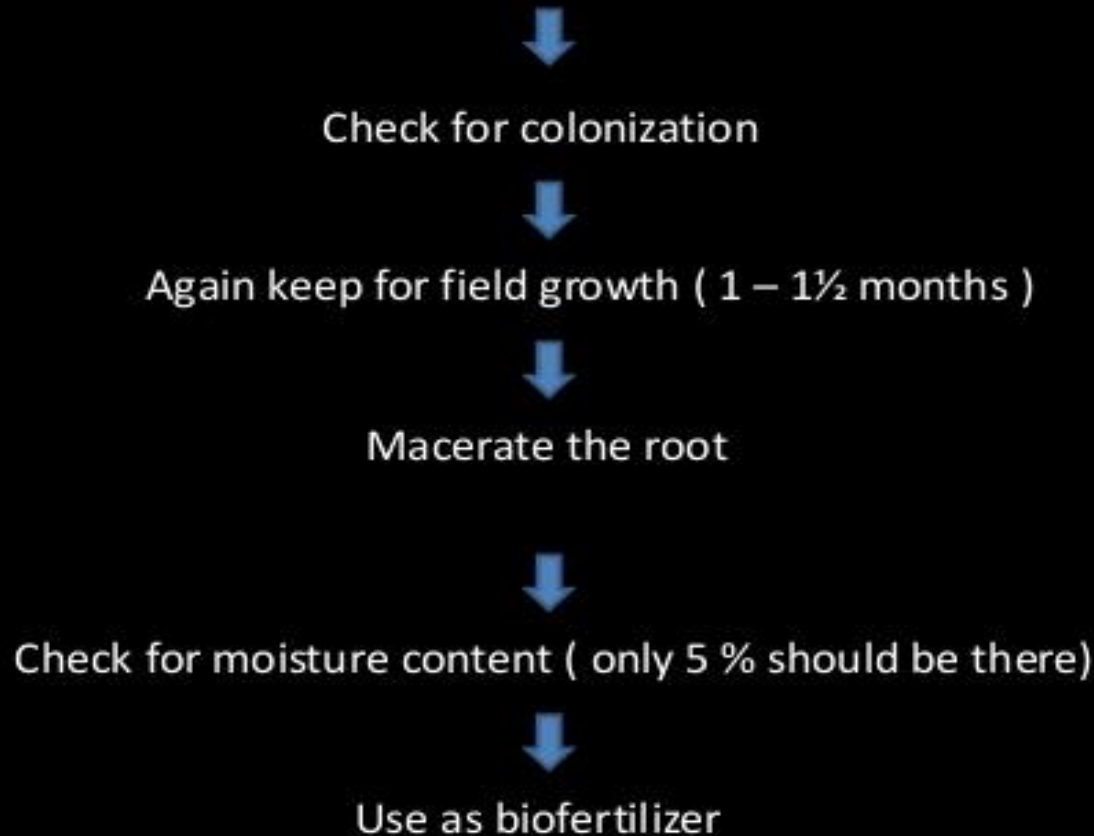 Check for colonization
Again keep for field growth ( 1 – 1½ months )
Macerate the root
Check for moisture content ( only 5 % should be there)
Use as biofertilizer